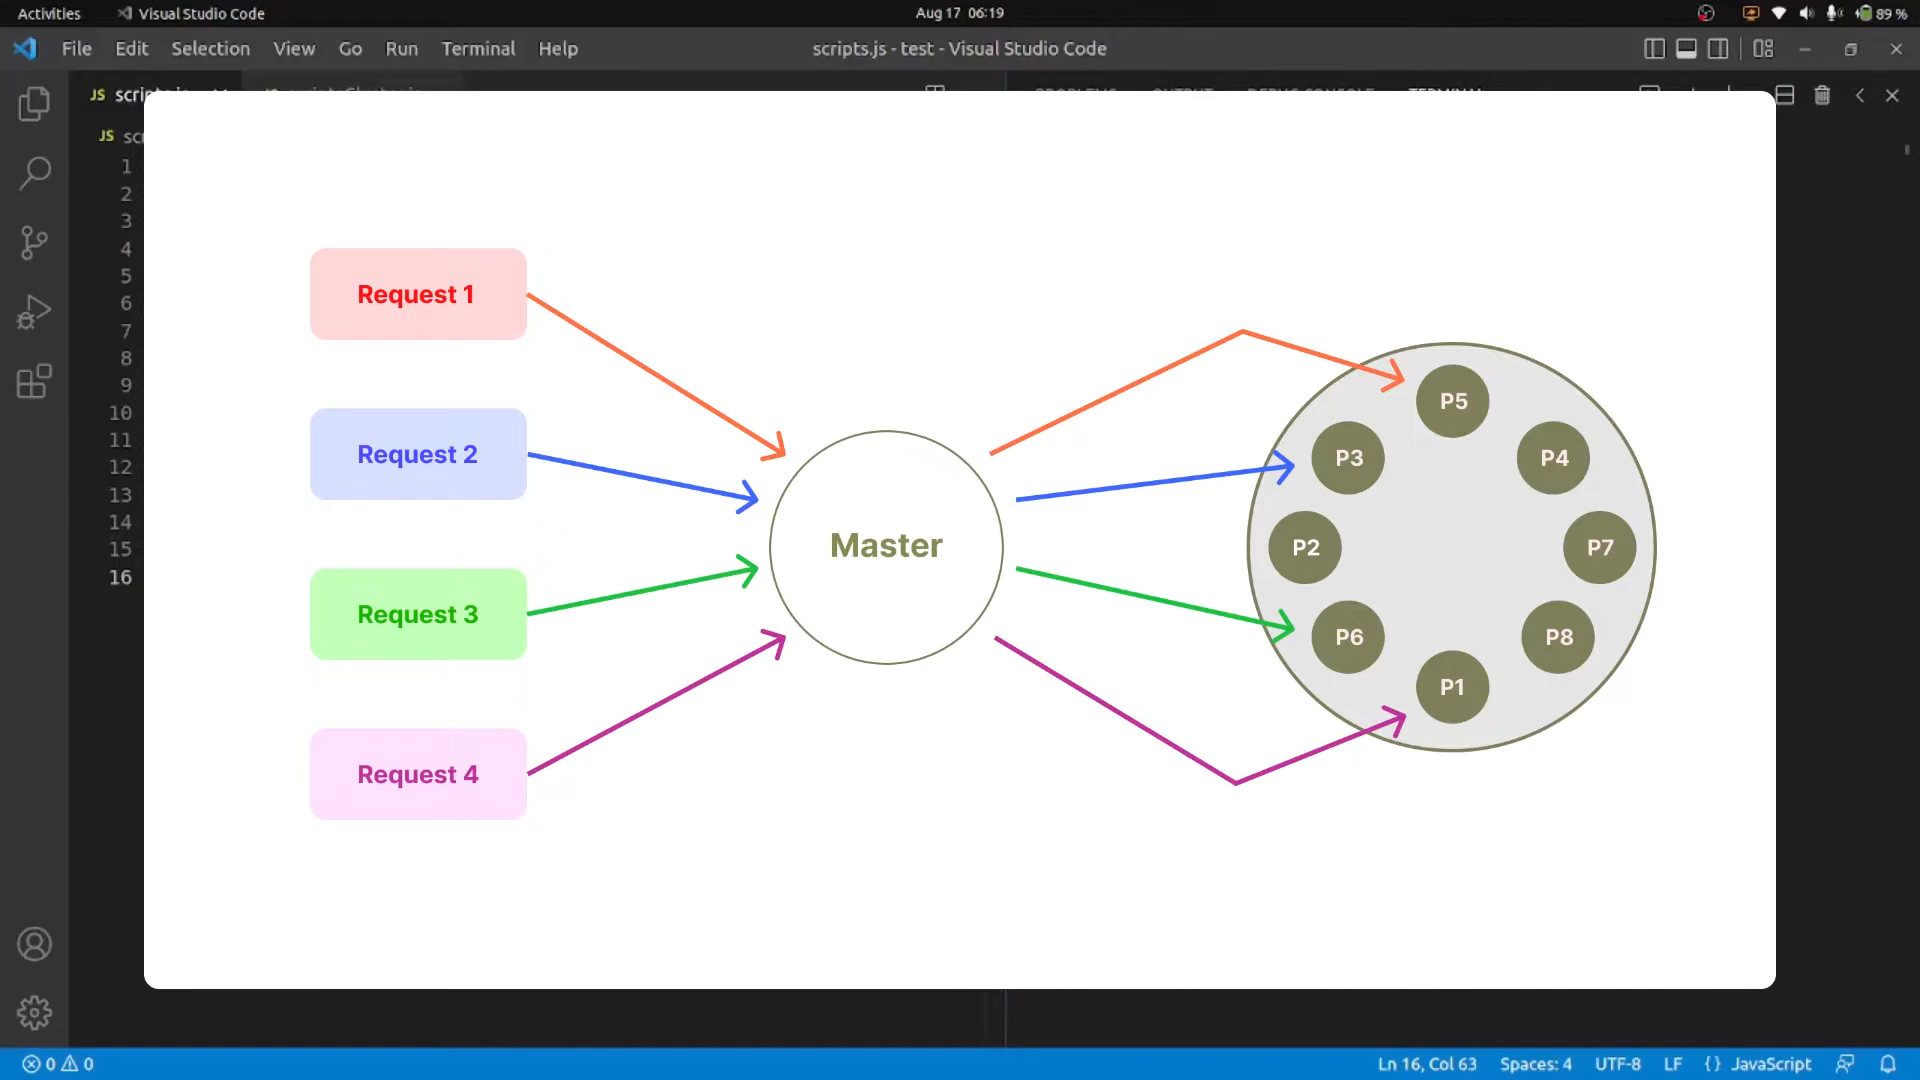 Activities
Visual Studio Code
Aug 17 06:19
89 %
File Edit Selection View Go Run Terminal Help
scripts.js - test - Visual Studio Code
JS
JS
1
2
3
4
5
6
7
8
9
10
11
12
13
14
15
16
Request 1
Request 2
Request 3
Request 4
Master
P5
P3
P4
P2
P7
P6
P8
P1
0 0
Ln 16, Col 63
Spaces: 4
UTF-8
LF
{ } JavaScript